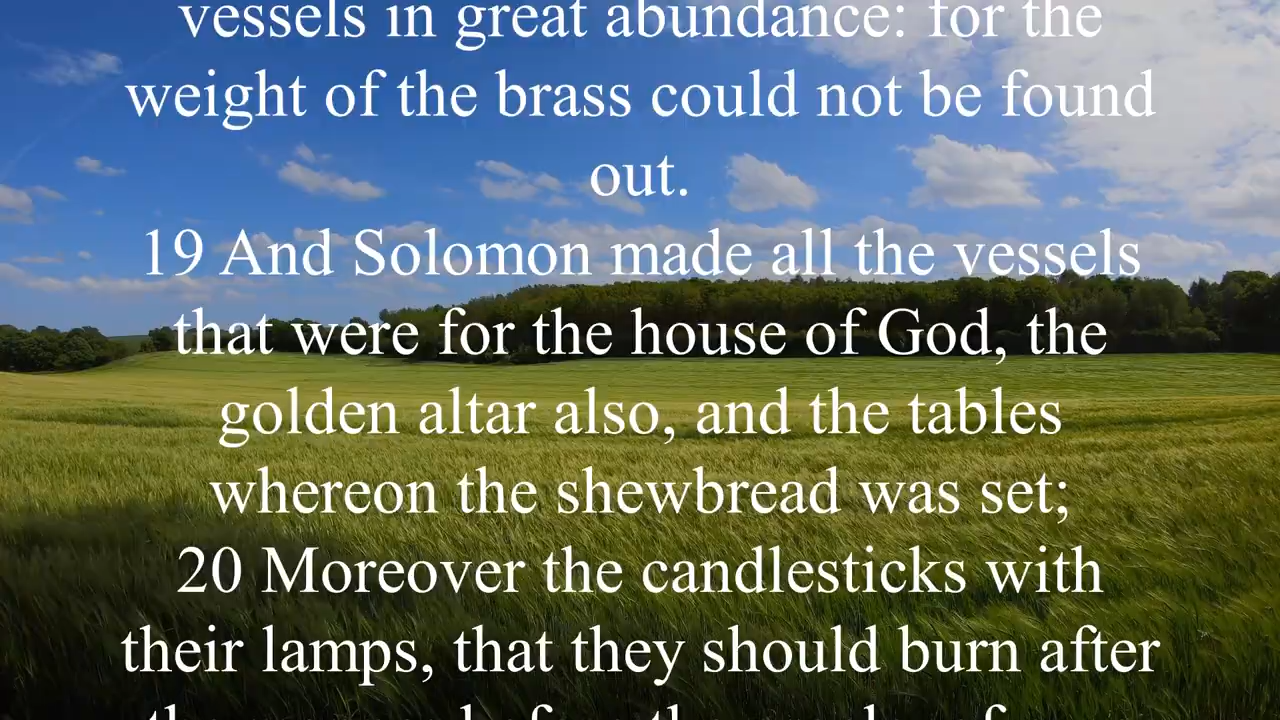 vessels in great abundance: for the
weight of the brass could not be found
out.
19 And Solomon made all the vessels
that were for the house of God, the
golden altar also, and the tables
whereon the shewbread was set;
20 Moreover the candlesticks with
their lamps, that they should burn after